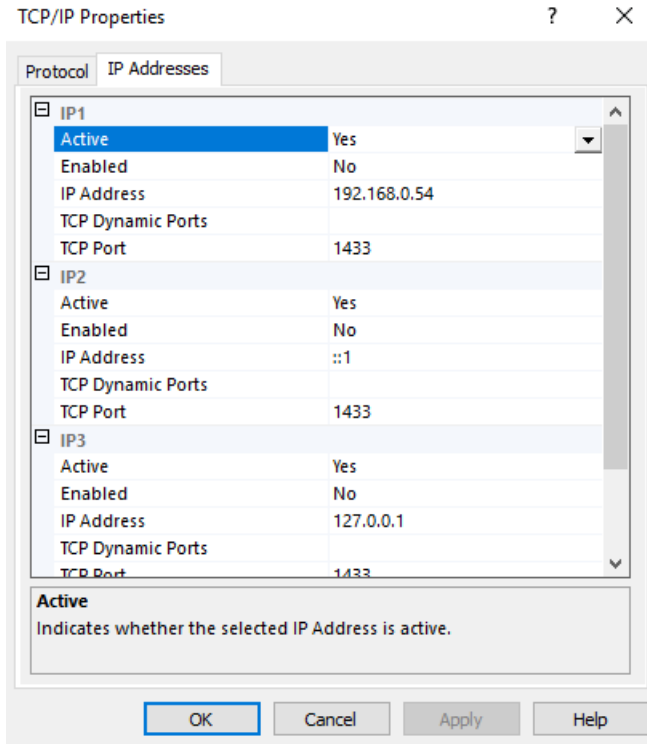 TCP/IP Properties ? ✕
Protocol IP Addresses
IP1
Active Yes
Enabled No
IP Address 192.168.0.54
TCP Dynamic Ports
TCP Port 1433
IP2
Active Yes
Enabled No
IP Address ::1
TCP Dynamic Ports
TCP Port 1433
IP3
Active Yes
Enabled No
IP Address 127.0.0.1
TCP Dynamic Ports
TCP Port 1433
Active
Indicates whether the selected IP Address is active.
OK Cancel Apply Help